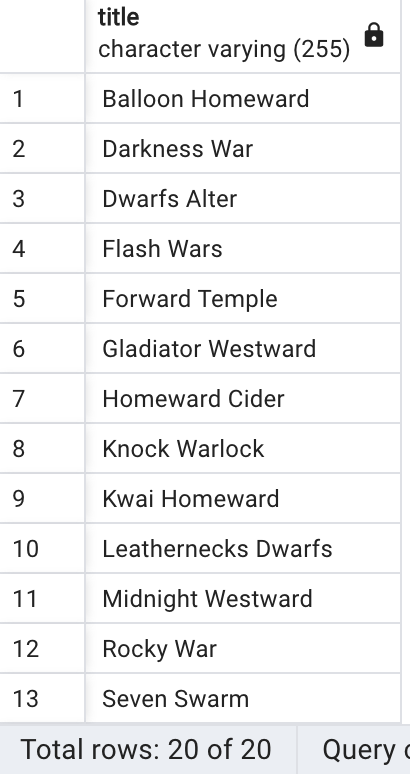 title
character varying (255)
1 Balloon Homeward
2 Darkness War
3 Dwarfs Alter
4 Flash Wars
5 Forward Temple
6 Gladiator Westward
7 Homeward Cider
8 Knock Warlock
9 Kwai Homeward
10 Leathernecks Dwarfs
11 Midnight Westward
12 Rocky War
13 Seven Swarm
Total rows: 20 of 20 Query